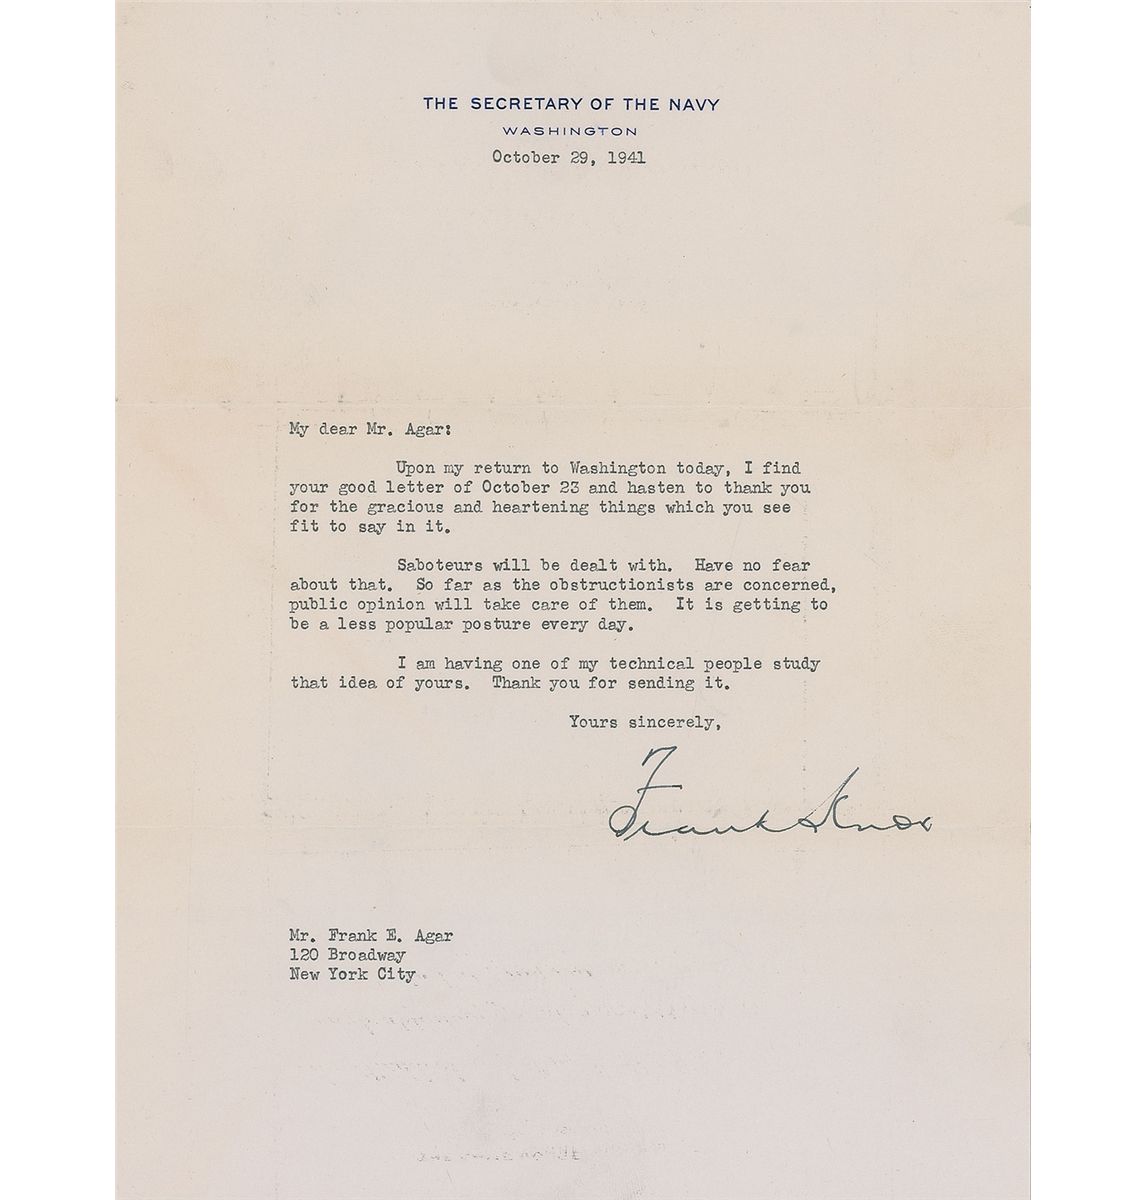 THE SECRETARY OF THE NAVY
WASHINGTON
October 29, 1941
My dear Mr. Agar:
Upon my return to Washington today, I find
your good letter of October 23 and hasten to thank you
for the gracious and heartening things which you see
fit to say in it.
Saboteurs will be dealt with. Have no fear
about that. So far as the obstructionists are concerned,
public opinion will take care of them. It is getting to
be a less popular posture every day.
I am having one of my technical people study
that idea of yours. Thank you for sending it.
Yours sincerely,
Frank Knox
Mr. Frank E. Agar
120 Broadway
New York City